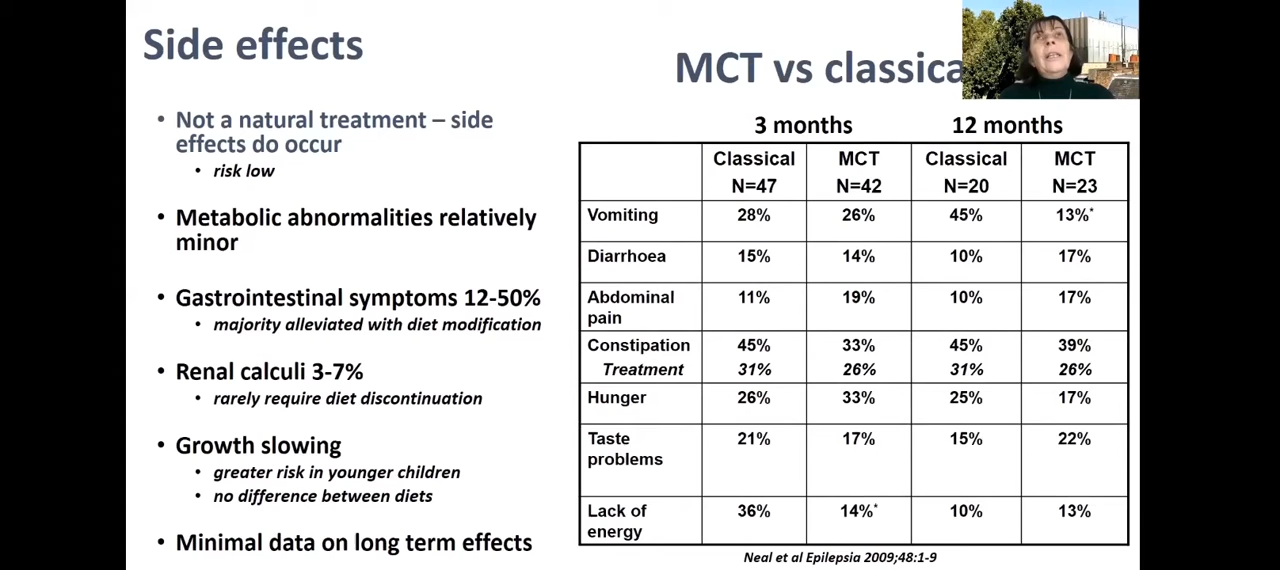 Side effects
MCT vs classica
• Not a natural treatment – side
effects do occur
• risk low
• Metabolic abnormalities relatively
minor
• Gastrointestinal symptoms 12-50%
• majority alleviated with diet modification
• Renal calculi 3-7%
• rarely require diet discontinuation
• Growth slowing
• greater risk in younger children
• no difference between diets
• Minimal data on long term effects
3 months 12 months
Classical MCT Classical MCT
N=47 N=42 N=20 N=23
Vomiting 28% 26% 45% 13%*
Diarrhoea 15% 14% 10% 17%
Abdominal 11% 19% 10% 17%
pain
Constipation 45% 33% 45% 39%
Treatment 31% 26% 31% 26%
Hunger 26% 33% 25% 17%
Taste 21% 17% 15% 22%
problems
Lack of 36% 14%* 10% 13%
energy
Neal et al Epilepsia 2009;48:1-9